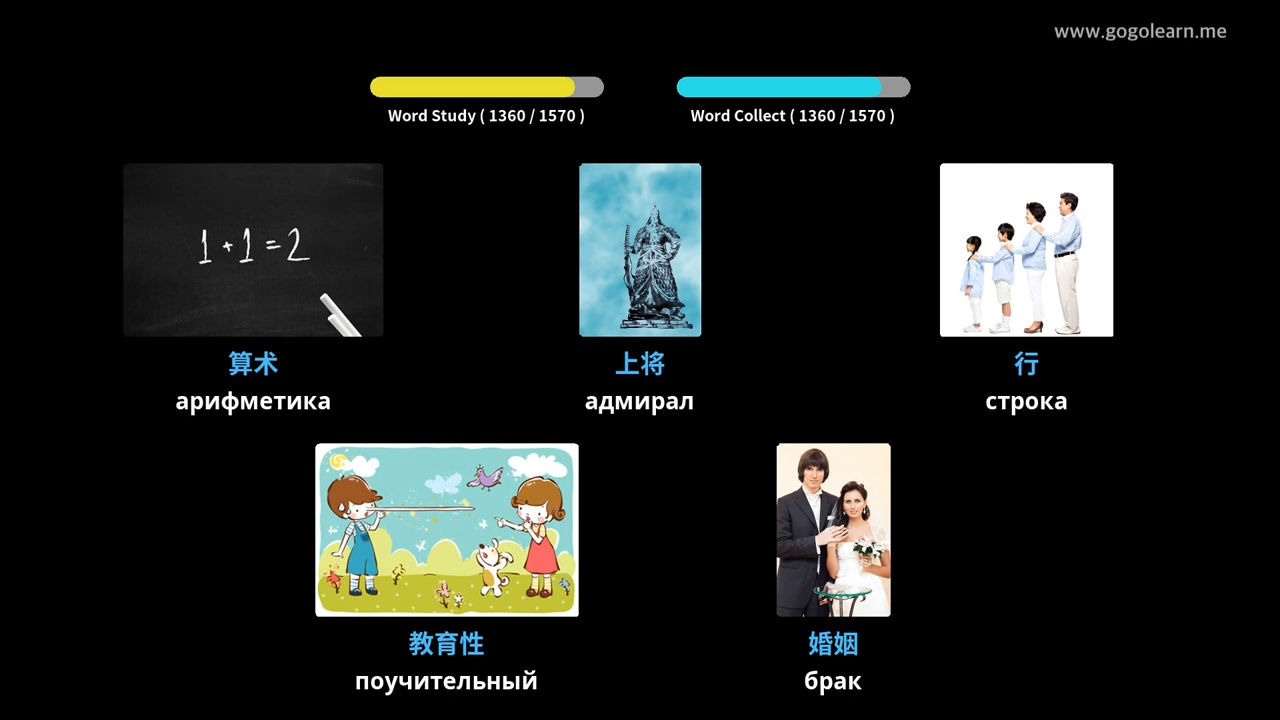 www.gogolearn.me
Word Study ( 1360 / 1570 )
Word Collect ( 1360 / 1570 )
1+1=2
算术
арифметика
上将
адмирал
行
строка
教育性
поучительный
婚姻
брак